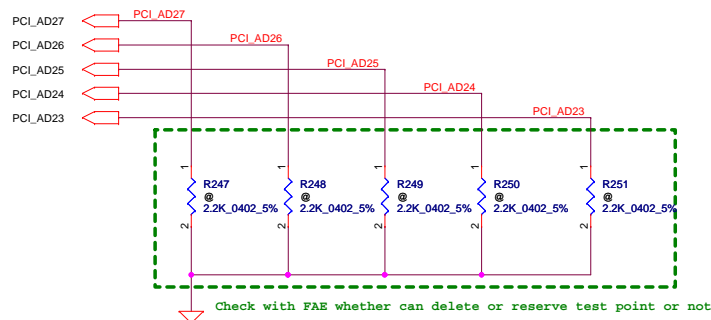 PCI_AD27 PCI_AD27
PCI_AD26 PCI_AD26
PCI_AD25 PCI_AD25
PCI_AD24 PCI_AD24
PCI_AD23 PCI_AD23
1 1 1 1 1
R247 R248 R249 R250 R251
@ @ @ @ @
2.2K_0402_5% 2.2K_0402_5% 2.2K_0402_5% 2.2K_0402_5% 2.2K_0402_5%
2 2 2 2 2
Check with FAE whether can delete or reserve test point or not